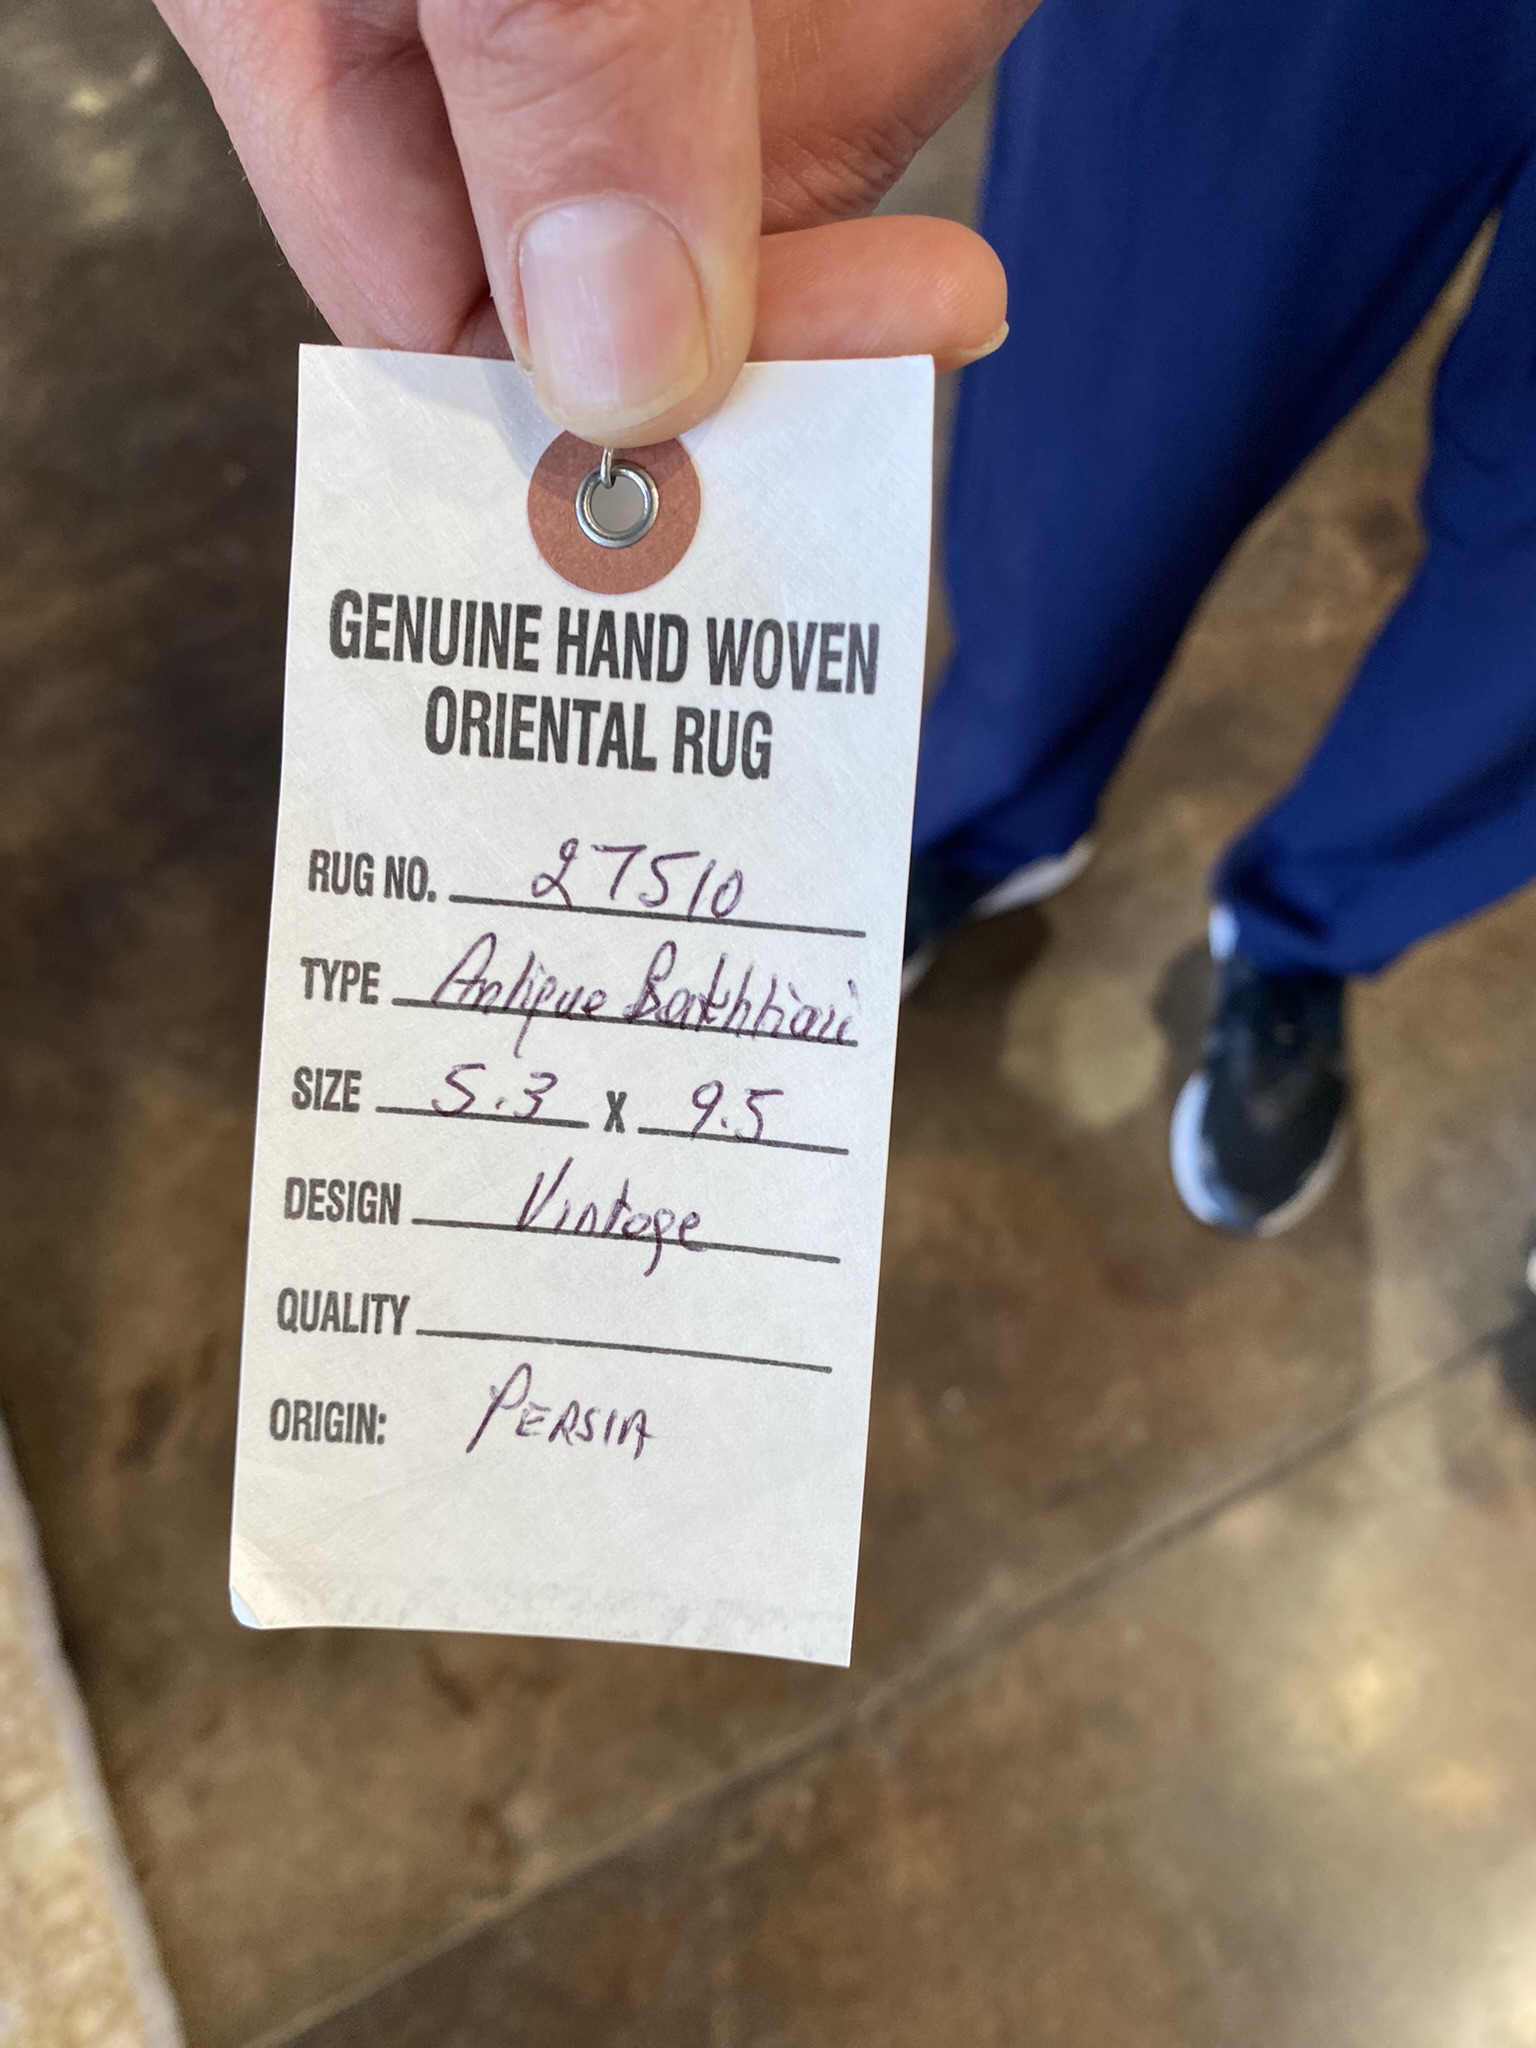 GENUINE HAND WOVEN
ORIENTAL RUG
RUG NO. 27510
TYPE Antique Bakhtiari
SIZE 5.3 X 9.5
DESIGN Vintage
QUALITY
ORIGIN: PERSIA